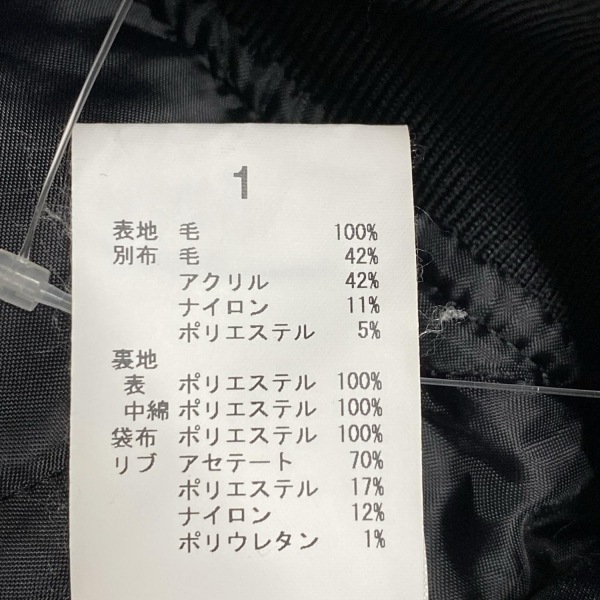 1
表地 毛 100%
別布 毛 42%
アクリル 42%
ナイロン 11%
ポリエステル 5%
裏地
表 ポリエステル 100%
中綿 ポリエステル 100%
袋布 ポリエステル 100%
リブ アセテート 70%
ポリエステル 17%
ナイロン 12%
ポリウレタン 1%